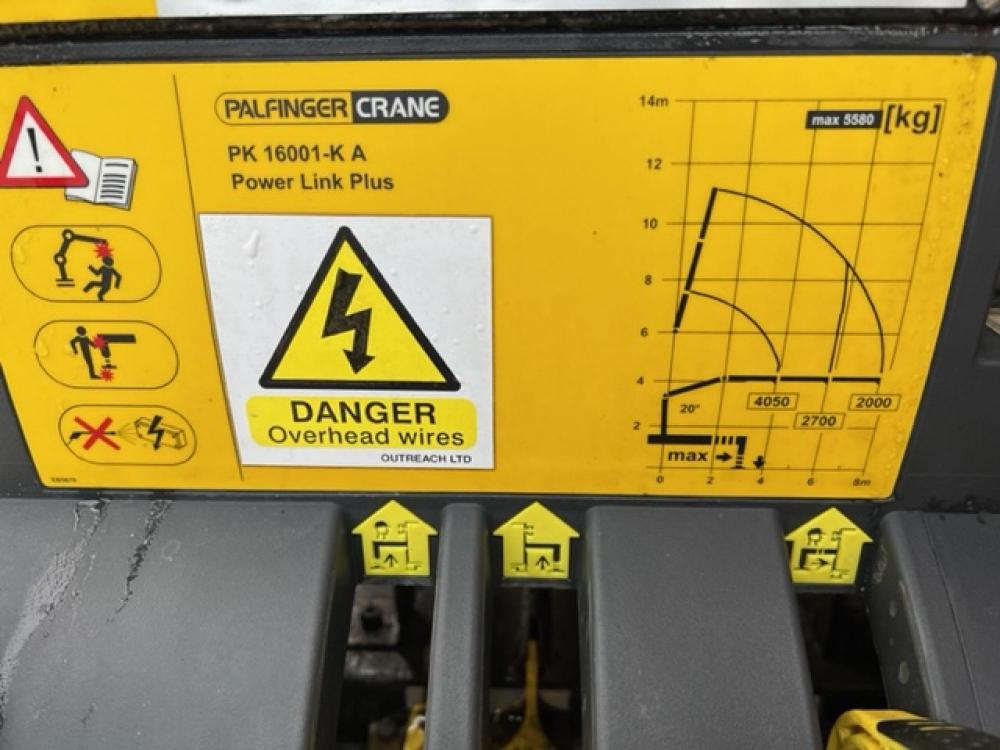 PALFINGER CRANE
PK 16001-K A
Power Link Plus
!
DANGER
Overhead wires
OUTREACH LTD
14m
max 5580 [kg]
12
10
8
6
4
4050
2000
20°
2700
2
max
0
2
4
6
8m